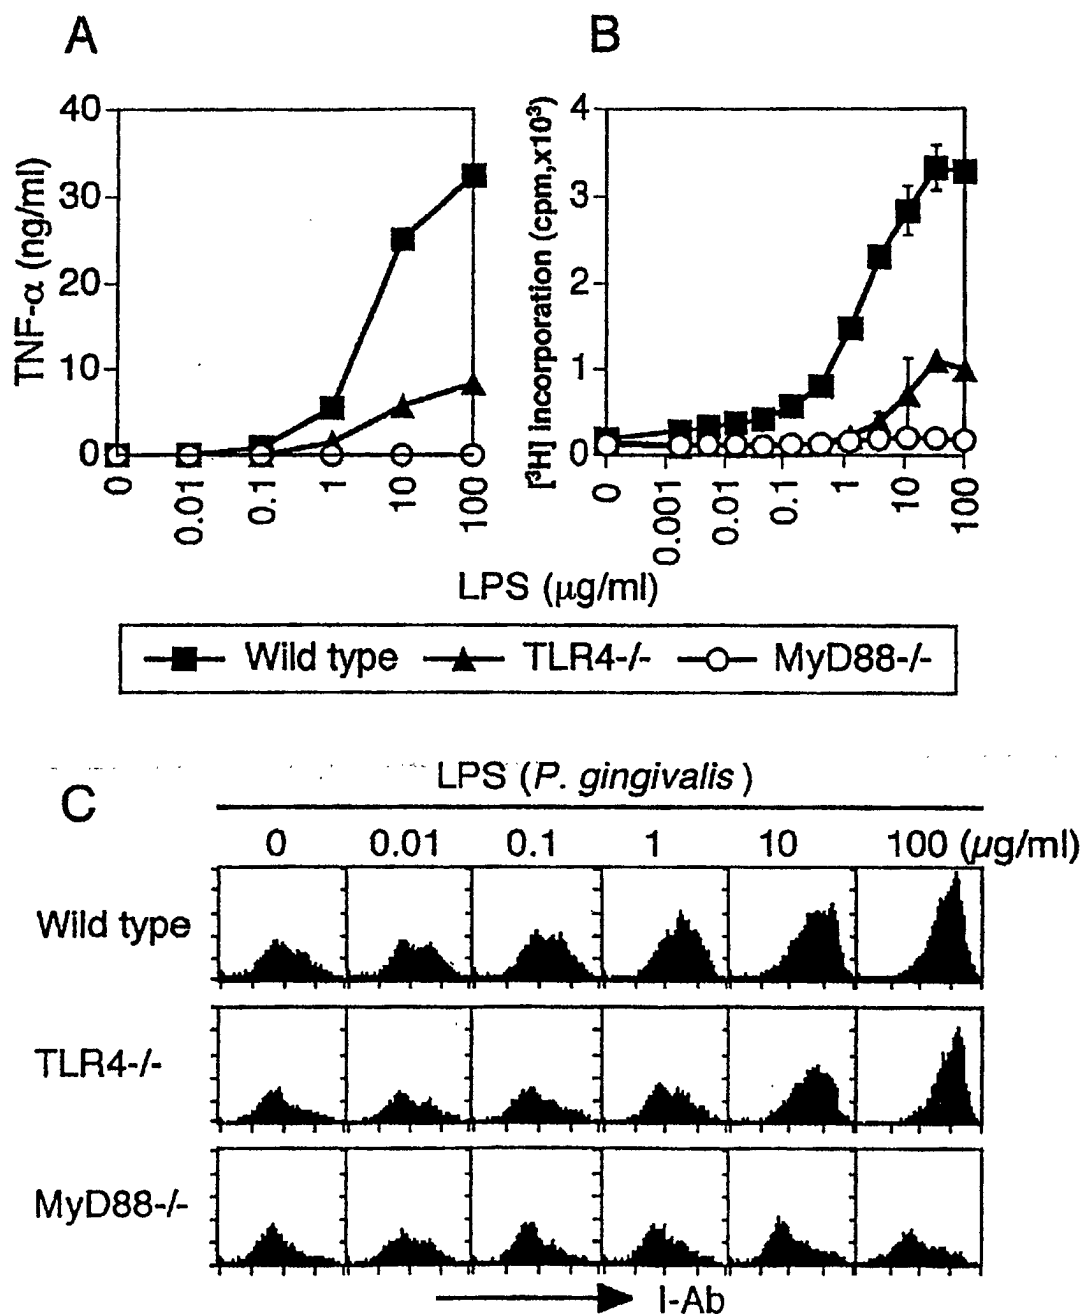 A
B
TNF-α (ng/ml)
40
30
20
10
0
0
0.01
0.1
1
10
100
[³H] incorporation (cpm,x10³)
4
3
2
1
0
0
0.001
0.01
0.1
1
10
100
LPS (μg/ml)
Wild type TLR4-/- MyD88-/-
C
LPS (P. gingivalis)
0 0.01 0.1 1 10 100 (μg/ml)
Wild type
TLR4-/-
MyD88-/-
I-Ab